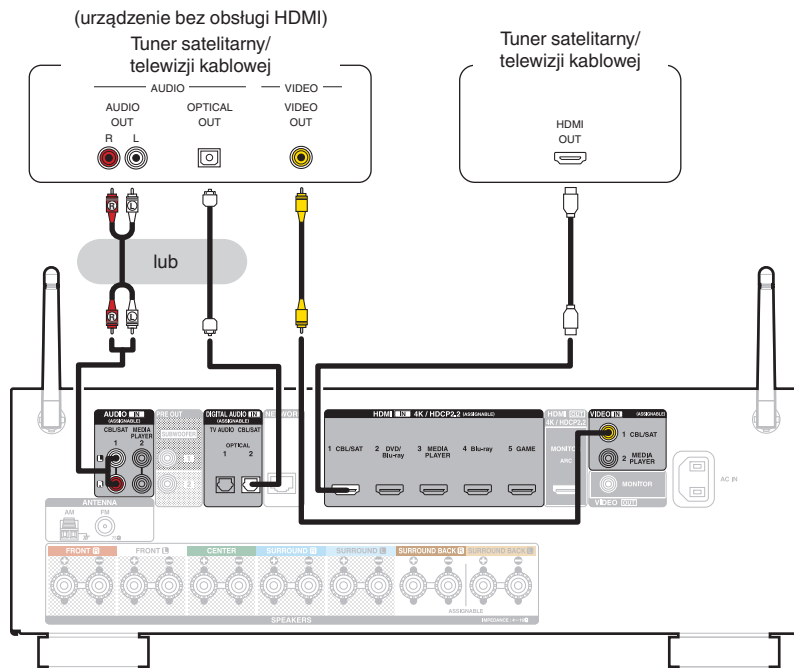 (urządzenie bez obsługi HDMI)
Tuner satelitarny/
telewizji kablowej
AUDIO
VIDEO
AUDIO
OUT
OPTICAL
OUT
VIDEO
OUT
R L
Tuner satelitarny/
telewizji kablowej
HDMI
OUT
R L
lub
R L
AUDIO IN
(ASSIGNABLE)
CBL/SAT
1
MEDIA
PLAYER
2
L
R
PRE OUT
SUBWOOFER
1
2
DIGITAL AUDIO IN
(ASSIGNABLE)
TV AUDIO CBL/SAT
OPTICAL
1 2
NETWORK
HDMI IN 4K / HDCP2.2 (ASSIGNABLE)
1 CBL/SAT
2 DVD/
Blu-ray
3 MEDIA
PLAYER
4 Blu-ray
5 GAME
HDMI OUT
4K / HDCP2.2
MONITOR
ARC
VIDEO IN (ASSIGNABLE)
1 CBL/SAT
2 MEDIA
PLAYER
MONITOR
VIDEO OUT
AC IN
ANTENNA
AM FM
FRONT R
FRONT L
CENTER
SURROUND R
SURROUND L
SURROUND BACK R
SURROUND BACK L
ASSIGNABLE
SPEAKERS